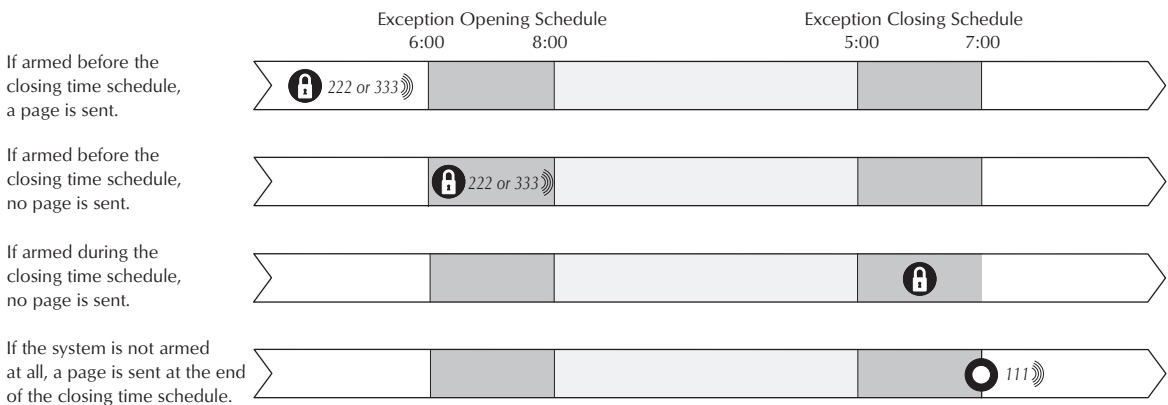 Exception Opening Schedule
Exception Closing Schedule
6:00
8:00
5:00
7:00
If armed before the
closing time schedule,
a page is sent.
222 or 333
If armed before the
closing time schedule,
no page is sent.
222 or 333
If armed during the
closing time schedule,
no page is sent.
If the system is not armed
at all, a page is sent at the end
of the closing time schedule.
111